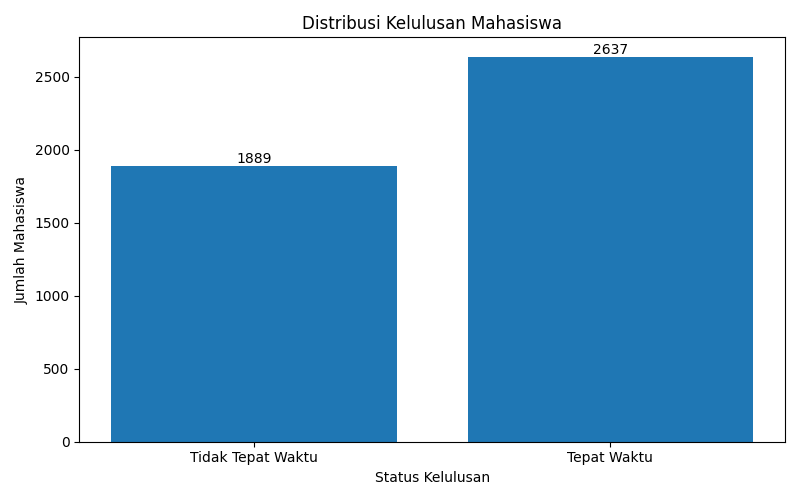 Distribusi Kelulusan Mahasiswa
2637
1889
2500
2000
1500
1000
500
0
Jumlah Mahasiswa
Tidak Tepat Waktu
Tepat Waktu
Status Kelulusan